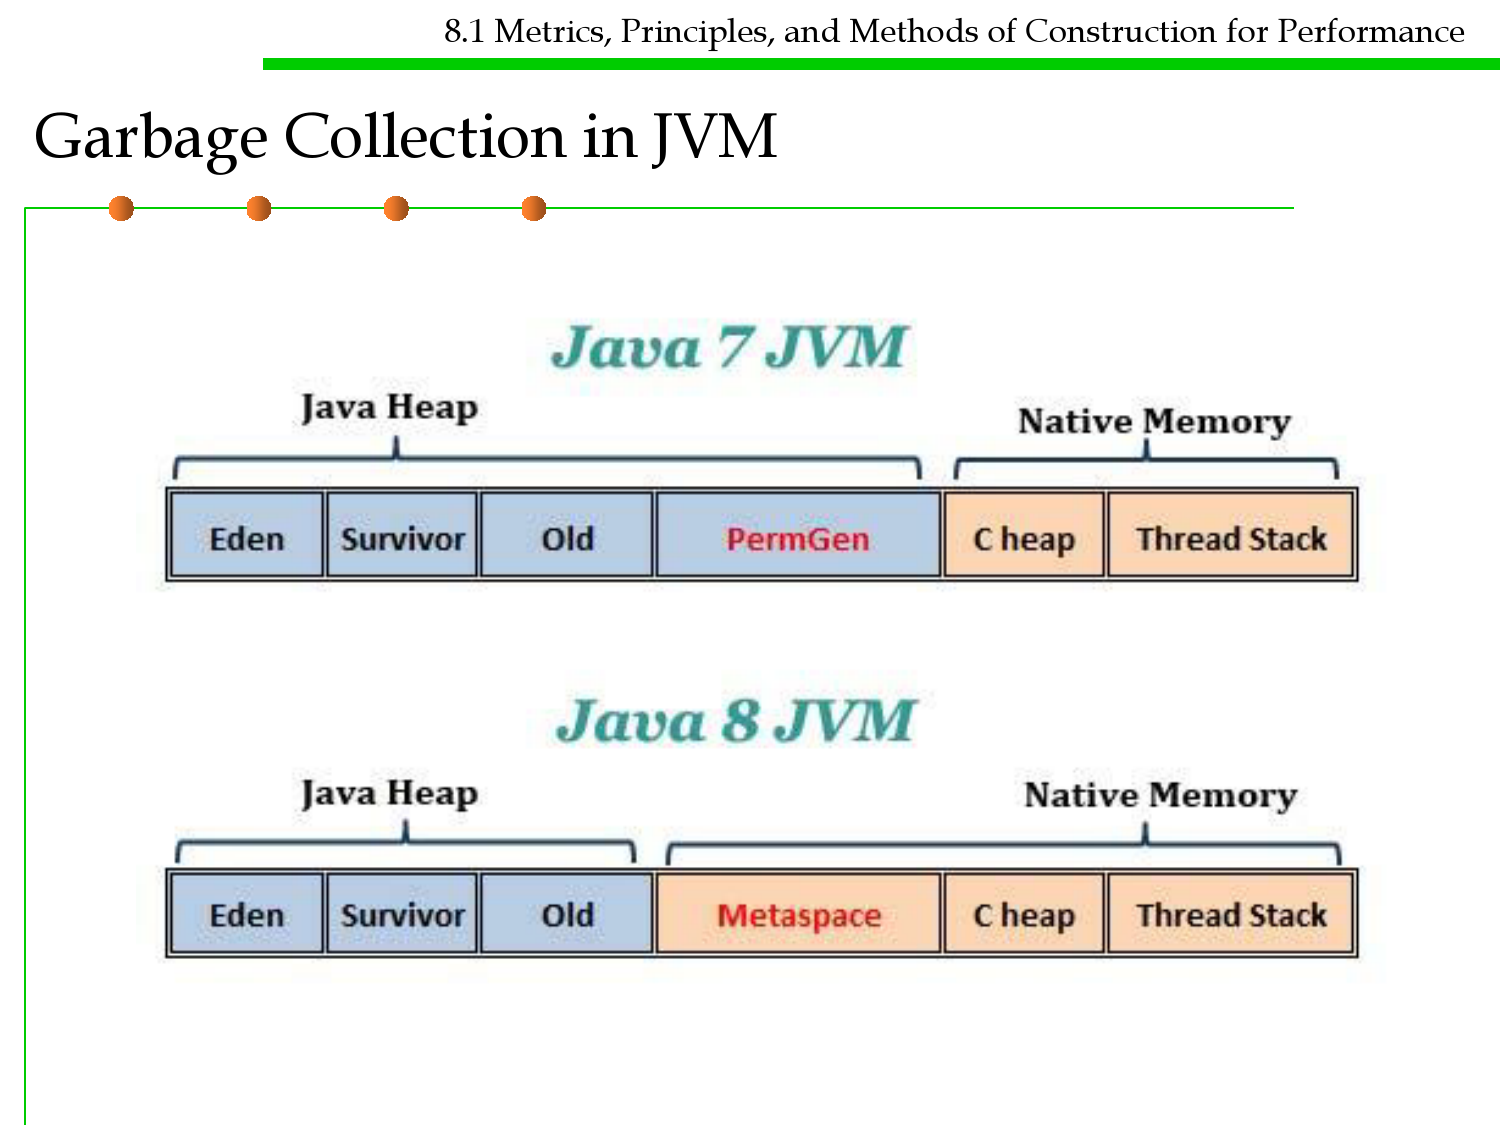 8.1 Metrics, Principles, and Methods of Construction for Performance
Garbage Collection in JVM
Java 7 JVM
Java Heap
Native Memory
Eden
Survivor
Old
PermGen
C heap
Thread Stack
Java 8 JVM
Java Heap
Native Memory
Eden
Survivor
Old
Metaspace
C heap
Thread Stack